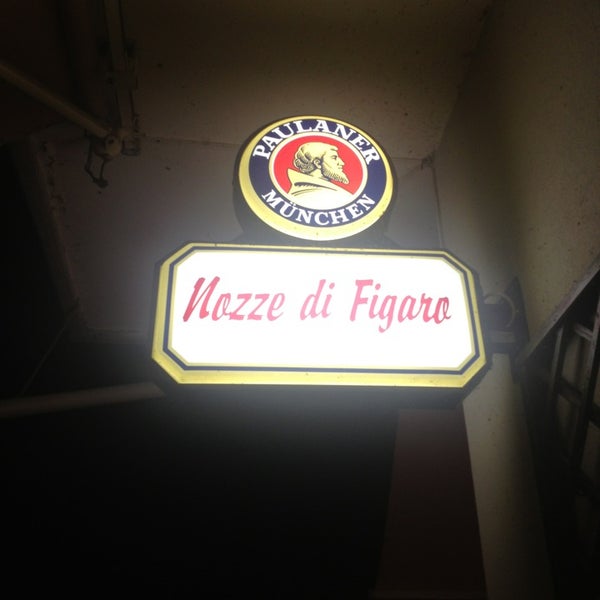 PAULANER
MÜNCHEN
Nozze di Figaro